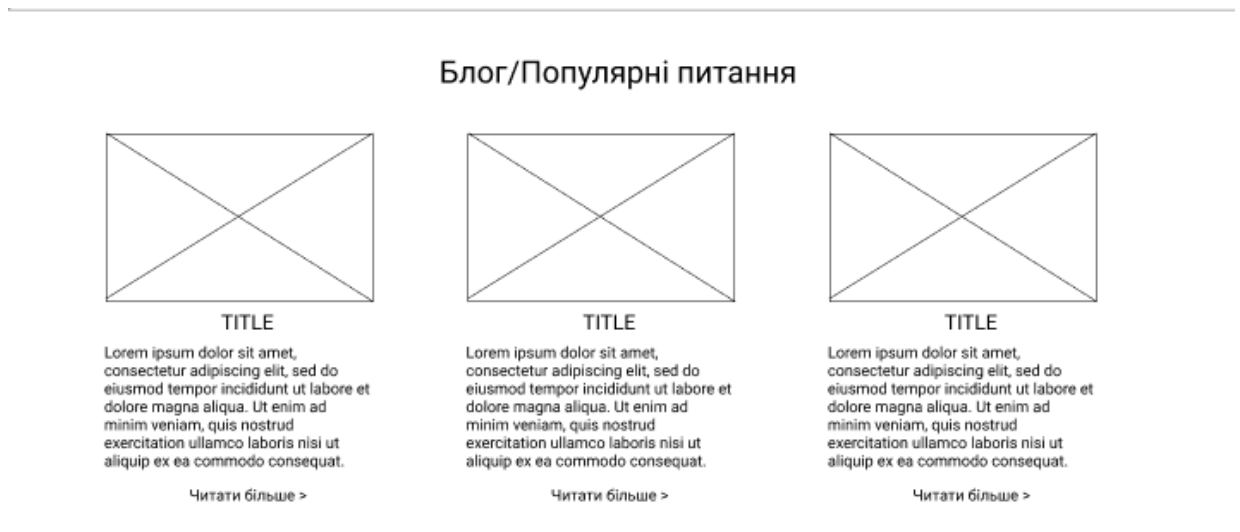 Блог/Популярні питання
TITLE
Lorem ipsum dolor sit amet,
consectetur adipiscing elit, sed do
eiusmod tempor incididunt ut labore et
dolore magna aliqua. Ut enim ad
minim veniam, quis nostrud
exercitation ullamco laboris nisi ut
aliquip ex ea commodo consequat.
Читати більше >
TITLE
Lorem ipsum dolor sit amet,
consectetur adipiscing elit, sed do
eiusmod tempor incididunt ut labore et
dolore magna aliqua. Ut enim ad
minim veniam, quis nostrud
exercitation ullamco laboris nisi ut
aliquip ex ea commodo consequat.
Читати більше >
TITLE
Lorem ipsum dolor sit amet,
consectetur adipiscing elit, sed do
eiusmod tempor incididunt ut labore et
dolore magna aliqua. Ut enim ad
minim veniam, quis nostrud
exercitation ullamco laboris nisi ut
aliquip ex ea commodo consequat.
Читати більше >